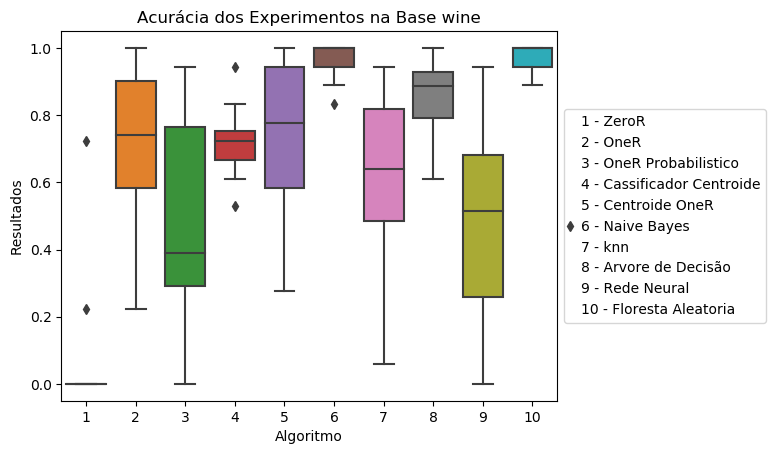 Acurácia dos Experimentos na Base wine
1.0
0.8
0.6
0.4
0.2
0.0
Resultados
1 2 3 4 5 6 7 8 9 10
Algoritmo
1 - ZeroR
2 - OneR
3 - OneR Probabilistico
4 - Cassificador Centroide
5 - Centroide OneR
6 - Naive Bayes
7 - knn
8 - Arvore de Decisão
9 - Rede Neural
10 - Floresta Aleatoria